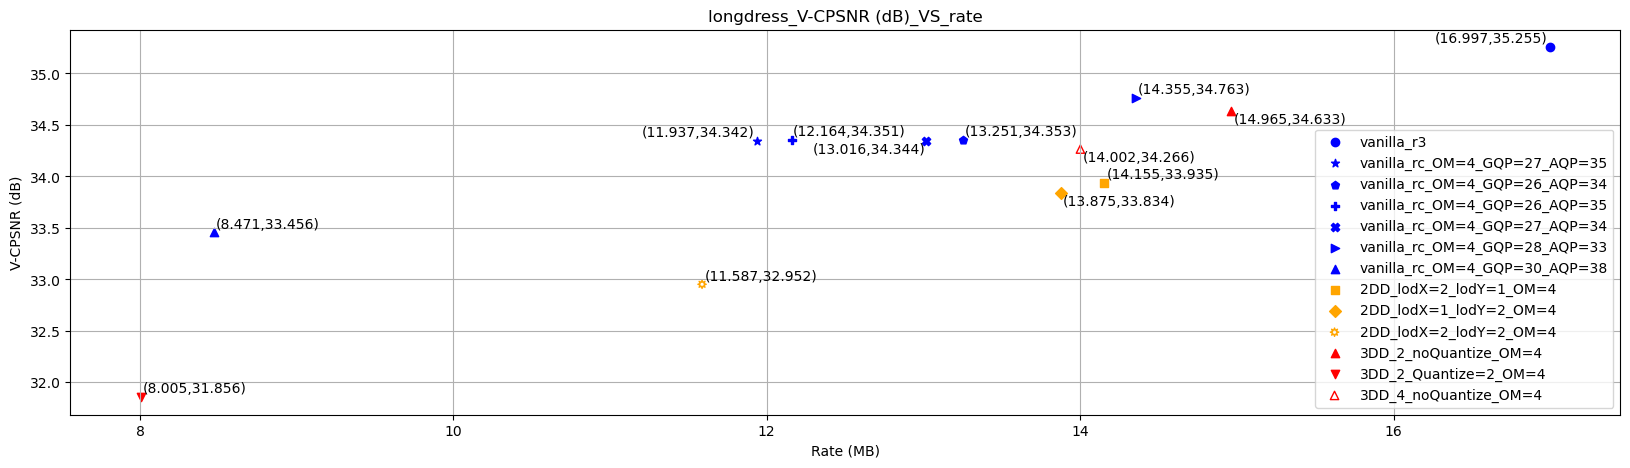 longdress_V-CPSNR (dB)_VS_rate
V-CPSNR (dB)
35.0
34.5
34.0
33.5
33.0
32.5
32.0
(16.997,35.255)
(14.355,34.763)
(14.965,34.633)
(11.937,34.342)
(12.164,34.351)
(13.251,34.353)
(13.016,34.344)
(14.002,34.266)
(14.155,33.935)
(13.875,33.834)
(8.471,33.456)
(11.587,32.952)
(8.005,31.856)
vanilla_r3
vanilla_rc_OM=4_GQP=27_AQP=35
vanilla_rc_OM=4_GQP=26_AQP=34
vanilla_rc_OM=4_GQP=26_AQP=35
vanilla_rc_OM=4_GQP=27_AQP=34
vanilla_rc_OM=4_GQP=28_AQP=33
vanilla_rc_OM=4_GQP=30_AQP=38
2DD_lodX=2_lodY=1_OM=4
2DD_lodX=1_lodY=2_OM=4
2DD_lodX=2_lodY=2_OM=4
3DD_2_noQuantize_OM=4
3DD_2_Quantize=2_OM=4
3DD_4_noQuantize_OM=4
8
10
12
14
16
Rate (MB)